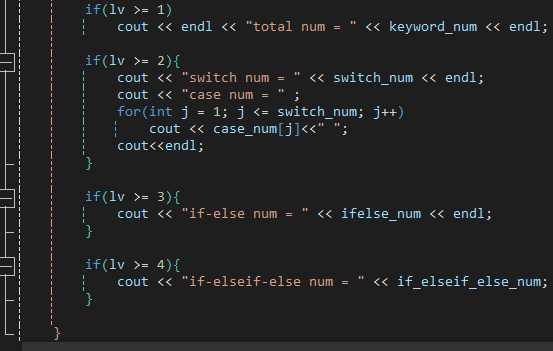 if(lv >= 1)
cout << endl << "total num = " << keyword_num << endl;
if(lv >= 2){
cout << "switch num = " << switch_num << endl;
cout << "case num = " ;
for(int j = 1; j <= switch_num; j++)
cout << case_num[j]<<" ";
cout<<endl;
}
if(lv >= 3){
cout << "if-else num = " << ifelse_num << endl;
}
if(lv >= 4){
cout << "if-elseif-else num = " << if_elseif_else_num;
}
}